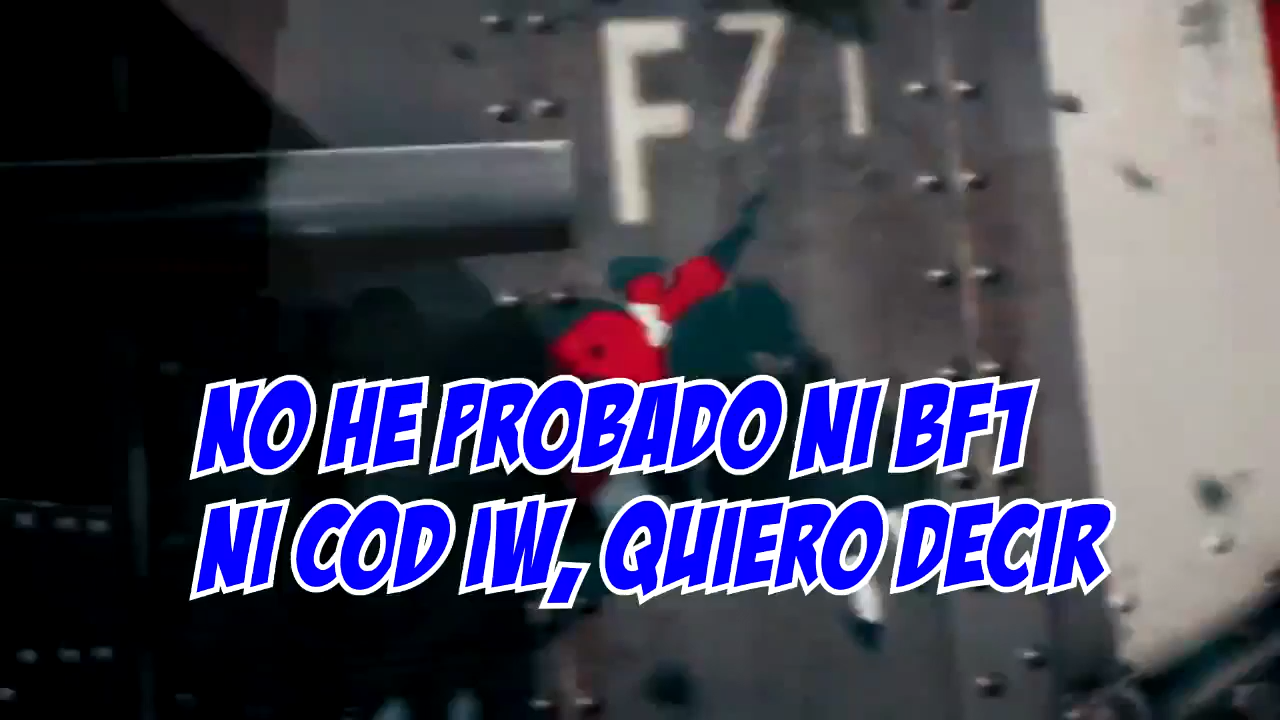 F71
NO HE PROBADO NI BF1
NI COD IW, QUIERO DECIR